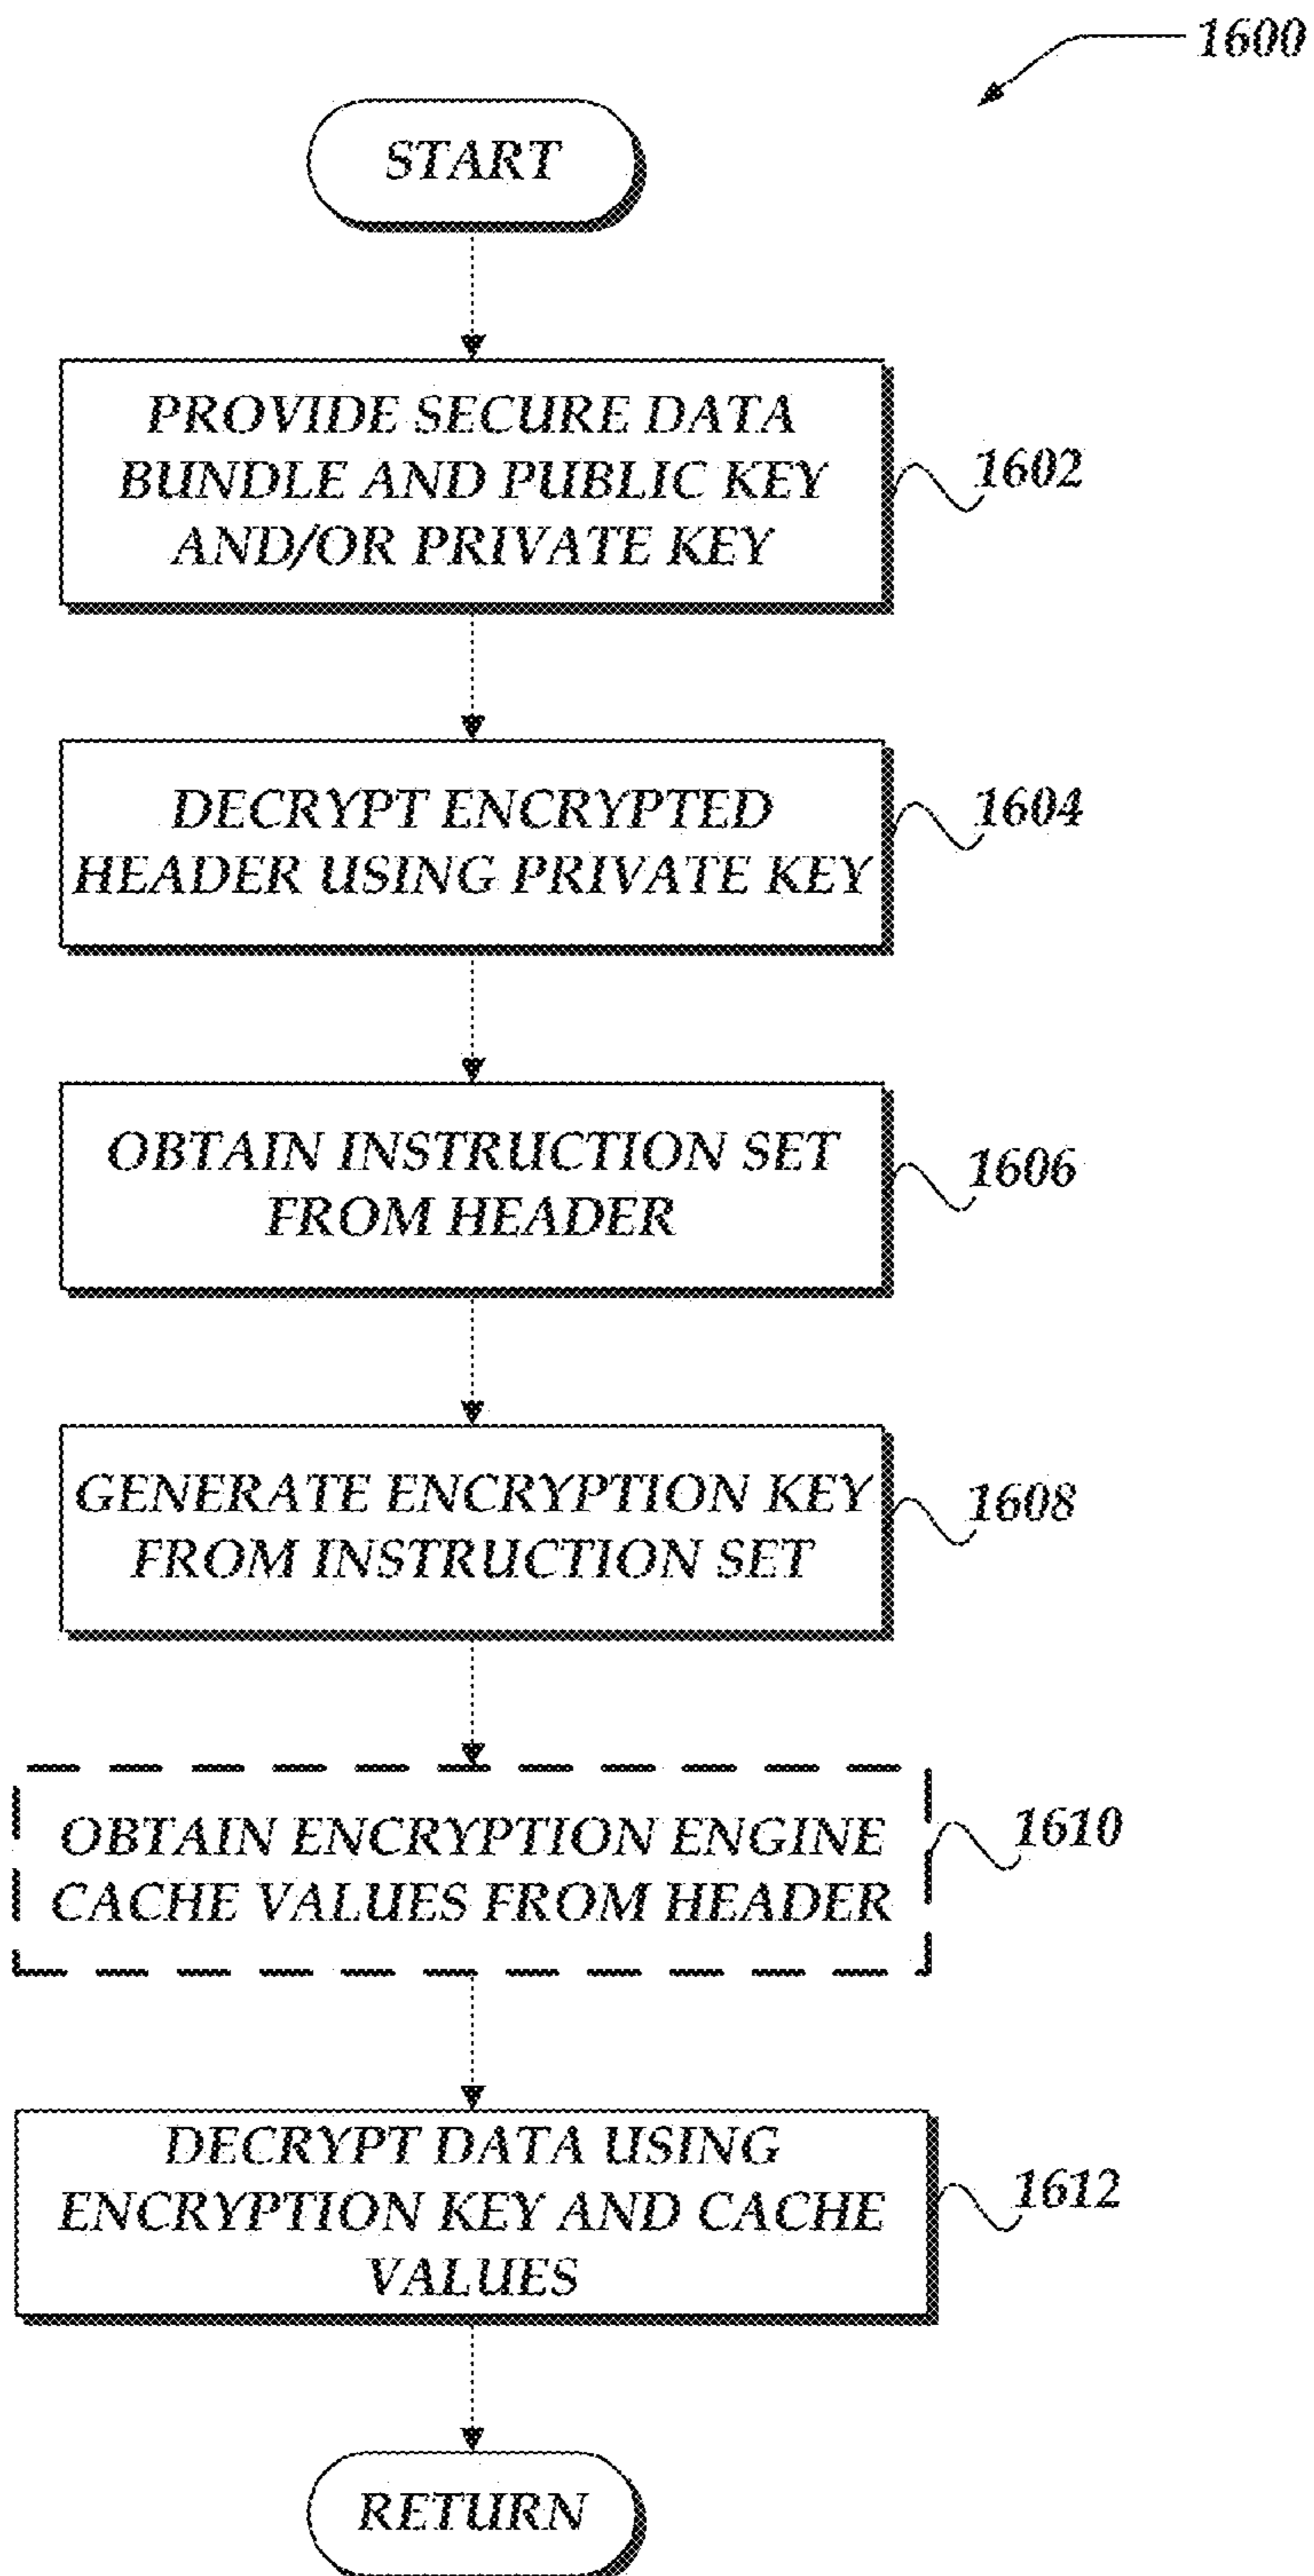 1600
START
PROVIDE SECURE DATA
BUNDLE AND PUBLIC KEY
AND/OR PRIVATE KEY
1602
DECRYPT ENCRYPTED
HEADER USING PRIVATE KEY
1604
OBTAIN INSTRUCTION SET
FROM HEADER
1606
GENERATE ENCRYPTION KEY
FROM INSTRUCTION SET
1608
OBTAIN ENCRYPTION ENGINE
CACHE VALUES FROM HEADER
1610
DECRYPT DATA USING
ENCRYPTION KEY AND CACHE
VALUES
1612
RETURN